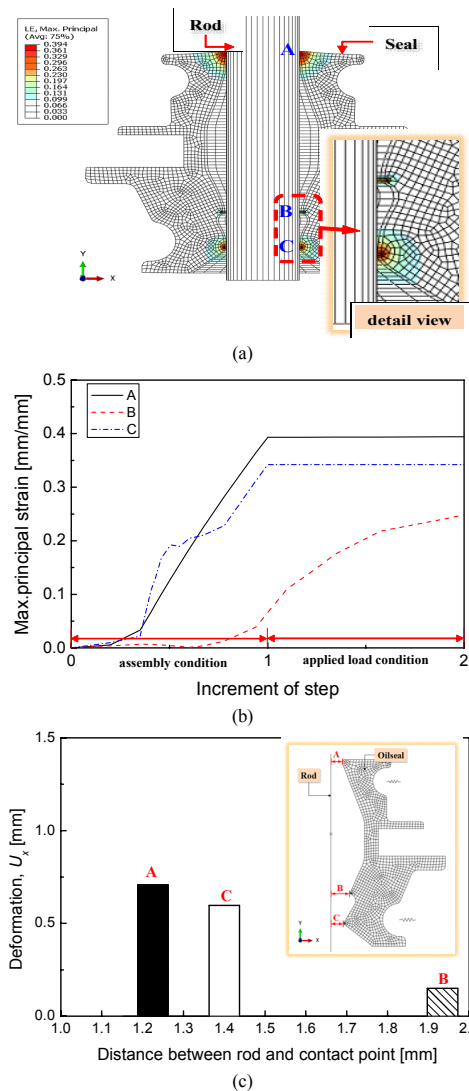 LE, Max. Principal
(Avg: 75%)
0.394
0.361
0.329
0.296
0.263
0.230
0.197
0.164
0.131
0.099
0.066
0.033
0.000
Rod
A
Seal
B
C
Y
X
detail view
(a)
0.5
0.4
0.3
0.2
0.1
0.0
Max.principal strain [mm/mm]
A
B
C
assembly condition
applied load condition
0
1
2
Increment of step
(b)
1.5
1.0
0.5
0.0
Deformation, Ux [mm]
A
C
B
A
Oilseal
Rod
B
C
Y
X
1.0 1.1 1.2 1.3 1.4 1.5 1.6 1.7 1.8 1.9 2.
Distance between rod and contact point [mm]
(c)